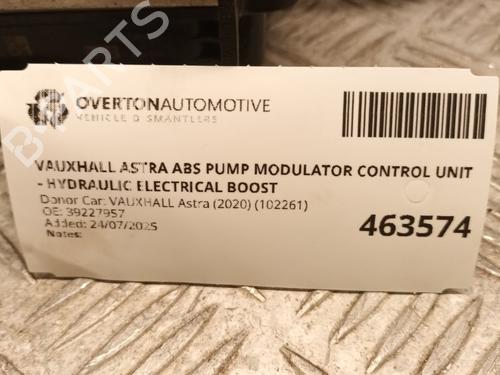 OVERTONAUTOMOTIVE
VEHICLE DISMANTLERS
VAUXHALL ASTRA ABS PUMP MODULATOR CONTROL UNIT
- HYDRAULIC ELECTRICAL BOOST
Donor Car: VAUXHALL Astra (2020) (102261)
OE: 39227957
Added: 24/07/2025
Notes:
463574